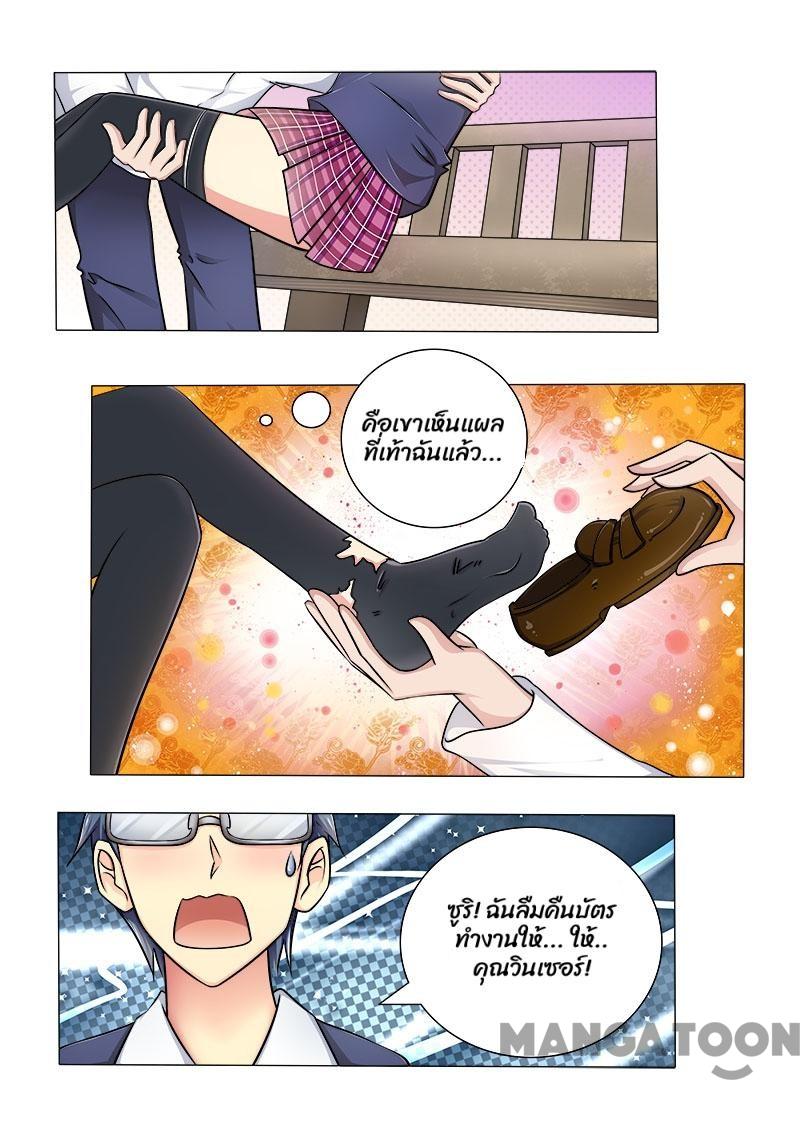 คือเขาเห็นแผล
ที่เท้าฉันแล้ว...
ซูริ! ฉันลืมคืนบัตร
ทำงานให้... ให้..
คุณวินเซอร์!
MANGATOON